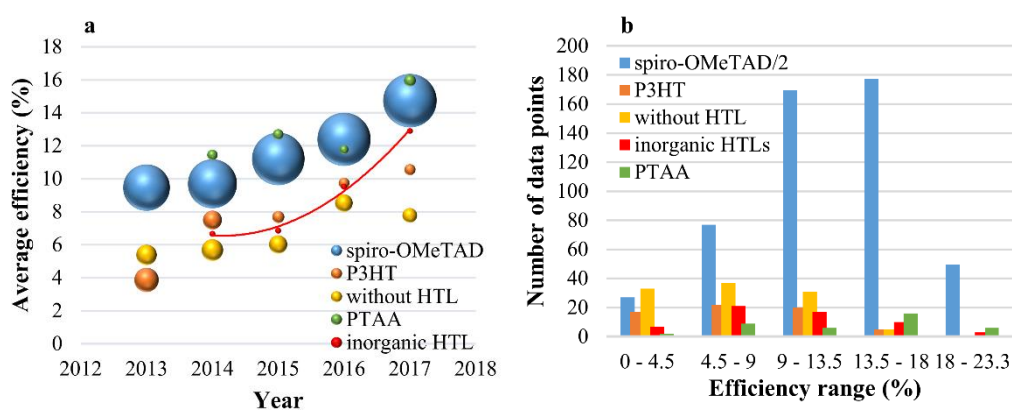 a
Average efficiency (%)
18
16
14
12
10
8
6
4
2
0
spiro-OMeTAD
P3HT
without HTL
PTAA
inorganic HTL
2012 2013 2014 2015 2016 2017 2018
Year
b
Number of data points
200
180
160
140
120
100
80
60
40
20
0
spiro-OMeTAD/2
P3HT
without HTL
inorganic HTLs
PTAA
0 - 4.5 4.5 - 9 9 - 13.5 13.5 - 18 18 - 23.3
Efficiency range (%)